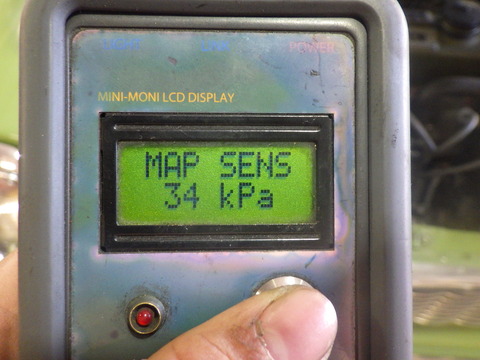 POWER
MINI-MONI LCD DISPLAY
MAP SENS
34 kPa